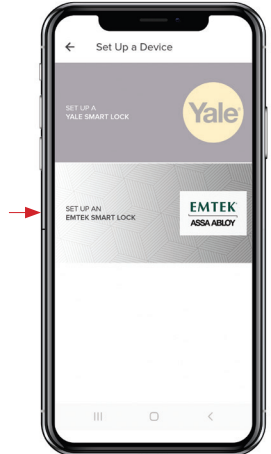 Set Up a Device
SET UP A
YALE SMART LOCK
Yale
SET UP AN
EMTEK SMART LOCK
EMTEK
ASSA ABLOY